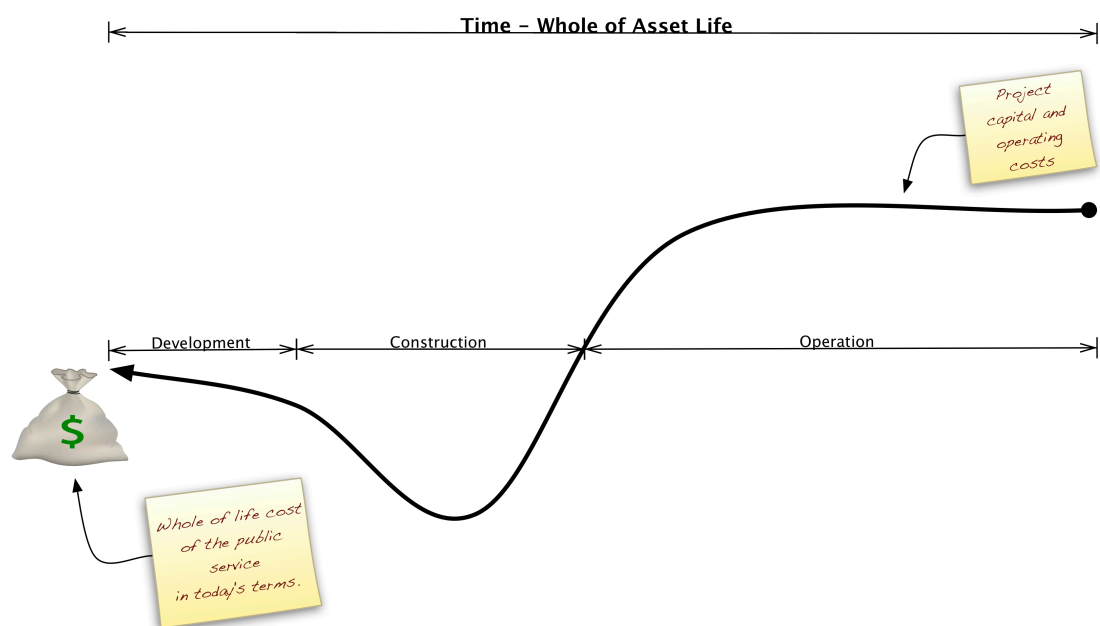 Time - Whole of Asset Life
Project
capital and
operating
costs
Development
Construction
Operation
$
Whole of life cost
of the public
service
in today's terms.